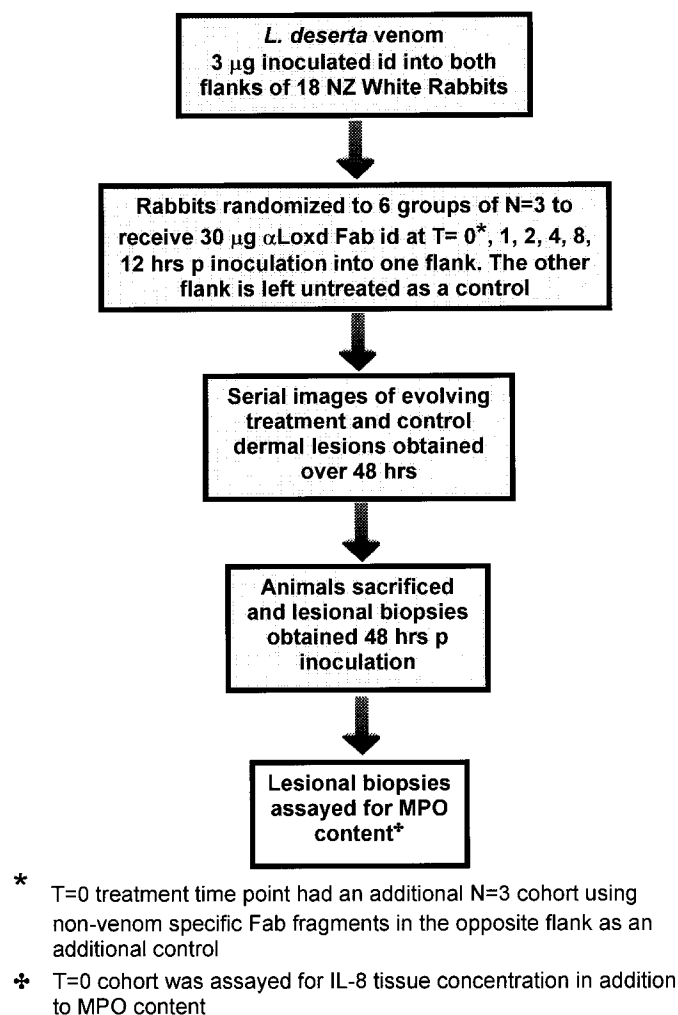 L. deserta venom
3 µg inoculated id into both
flanks of 18 NZ White Rabbits
Rabbits randomized to 6 groups of N=3 to
receive 30 µg αLoxd Fab id at T= 0*, 1, 2, 4, 8,
12 hrs p inoculation into one flank. The other
flank is left untreated as a control
Serial images of evolving
treatment and control
dermal lesions obtained
over 48 hrs
Animals sacrificed
and lesional biopsies
obtained 48 hrs p
inoculation
Lesional biopsies
assayed for MPO
content✤
* T=0 treatment time point had an additional N=3 cohort using
non-venom specific Fab fragments in the opposite flank as an
additional control
✤ T=0 cohort was assayed for IL-8 tissue concentration in addition
to MPO content